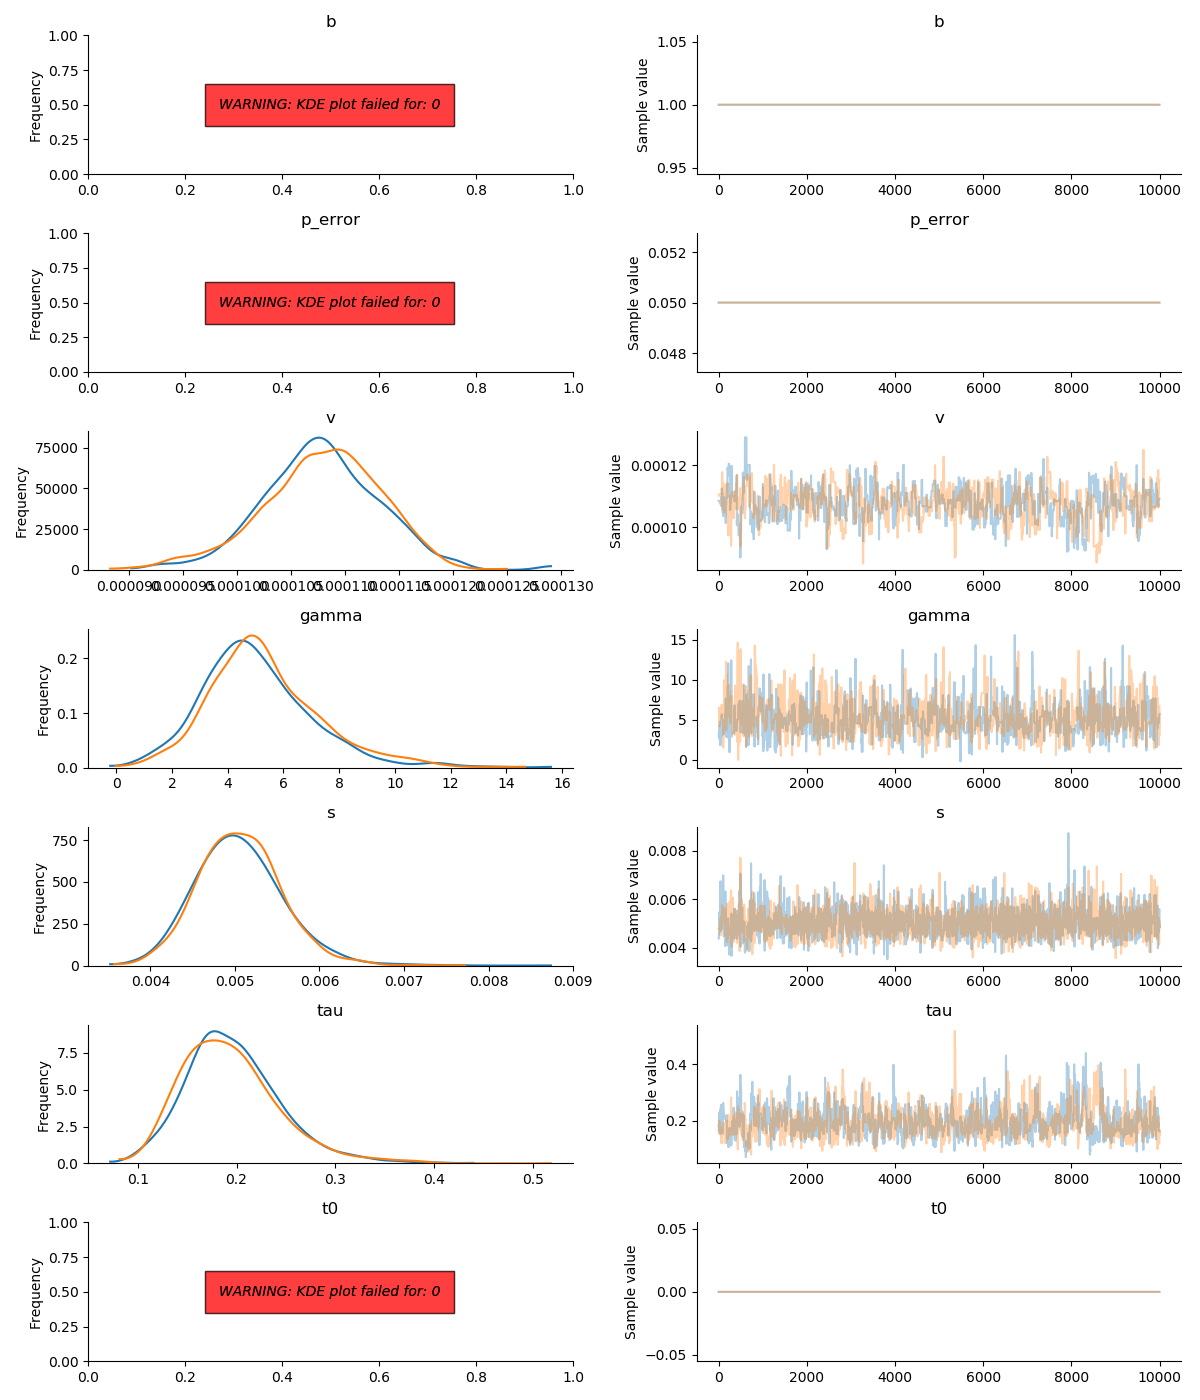 b
b
1.00
0.75
0.50
0.25
0.00
Frequency
WARNING: KDE plot failed for: 0
0.0 0.2 0.4 0.6 0.8 1.0
1.05
1.00
0.95
Sample value
0 2000 4000 6000 8000 10000
p_error
p_error
1.00
0.75
0.50
0.25
0.00
Frequency
WARNING: KDE plot failed for: 0
0.0 0.2 0.4 0.6 0.8 1.0
0.052
0.050
0.048
Sample value
0 2000 4000 6000 8000 10000
v
v
75000
50000
25000
0
Frequency
0.000090 0.000095 0.000100 0.000105 0.000110 0.000115 0.000120 0.000125 0.000130
0.00012
0.00010
Sample value
0 2000 4000 6000 8000 10000
gamma
gamma
0.2
0.1
0.0
Frequency
0 2 4 6 8 10 12 14 16
15
10
5
0
Sample value
0 2000 4000 6000 8000 10000
s
s
750
500
250
0
Frequency
0.004 0.005 0.006 0.007 0.008 0.009
0.008
0.006
0.004
Sample value
0 2000 4000 6000 8000 10000
tau
tau
7.5
5.0
2.5
0.0
Frequency
0.1 0.2 0.3 0.4 0.5
0.4
0.2
Sample value
0 2000 4000 6000 8000 10000
t0
t0
1.00
0.75
0.50
0.25
0.00
Frequency
WARNING: KDE plot failed for: 0
0.0 0.2 0.4 0.6 0.8 1.0
0.05
0.00
−0.05
Sample value
0 2000 4000 6000 8000 10000